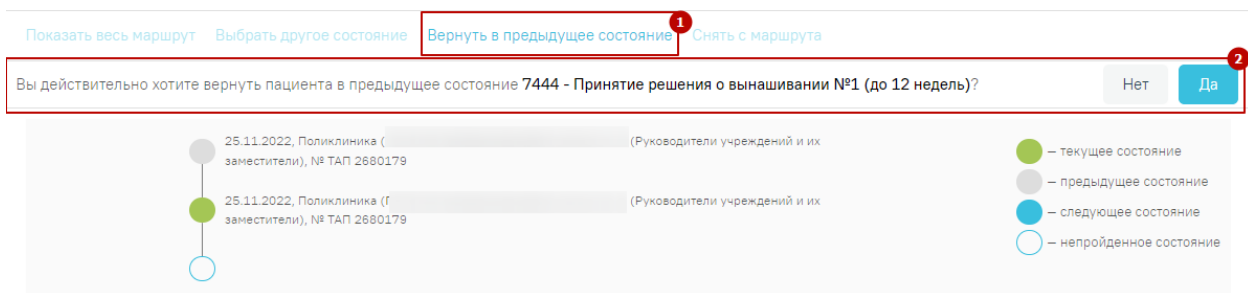 1
Показать весь маршрут Выбрать другое состояние Вернуть в предыдущее состояние Снять с маршрута
2
Вы действительно хотите вернуть пациента в предыдущее состояние 7444 - Принятие решения о вынашивании №1 (до 12 недель)? Нет Да
25.11.2022, Поликлиника ( (Руководители учреждений и их
заместители), № ТАП 2680179
25.11.2022, Поликлиника ( (Руководители учреждений и их
заместители), № ТАП 2680179
– текущее состояние
– предыдущее состояние
– следующее состояние
– непройденное состояние